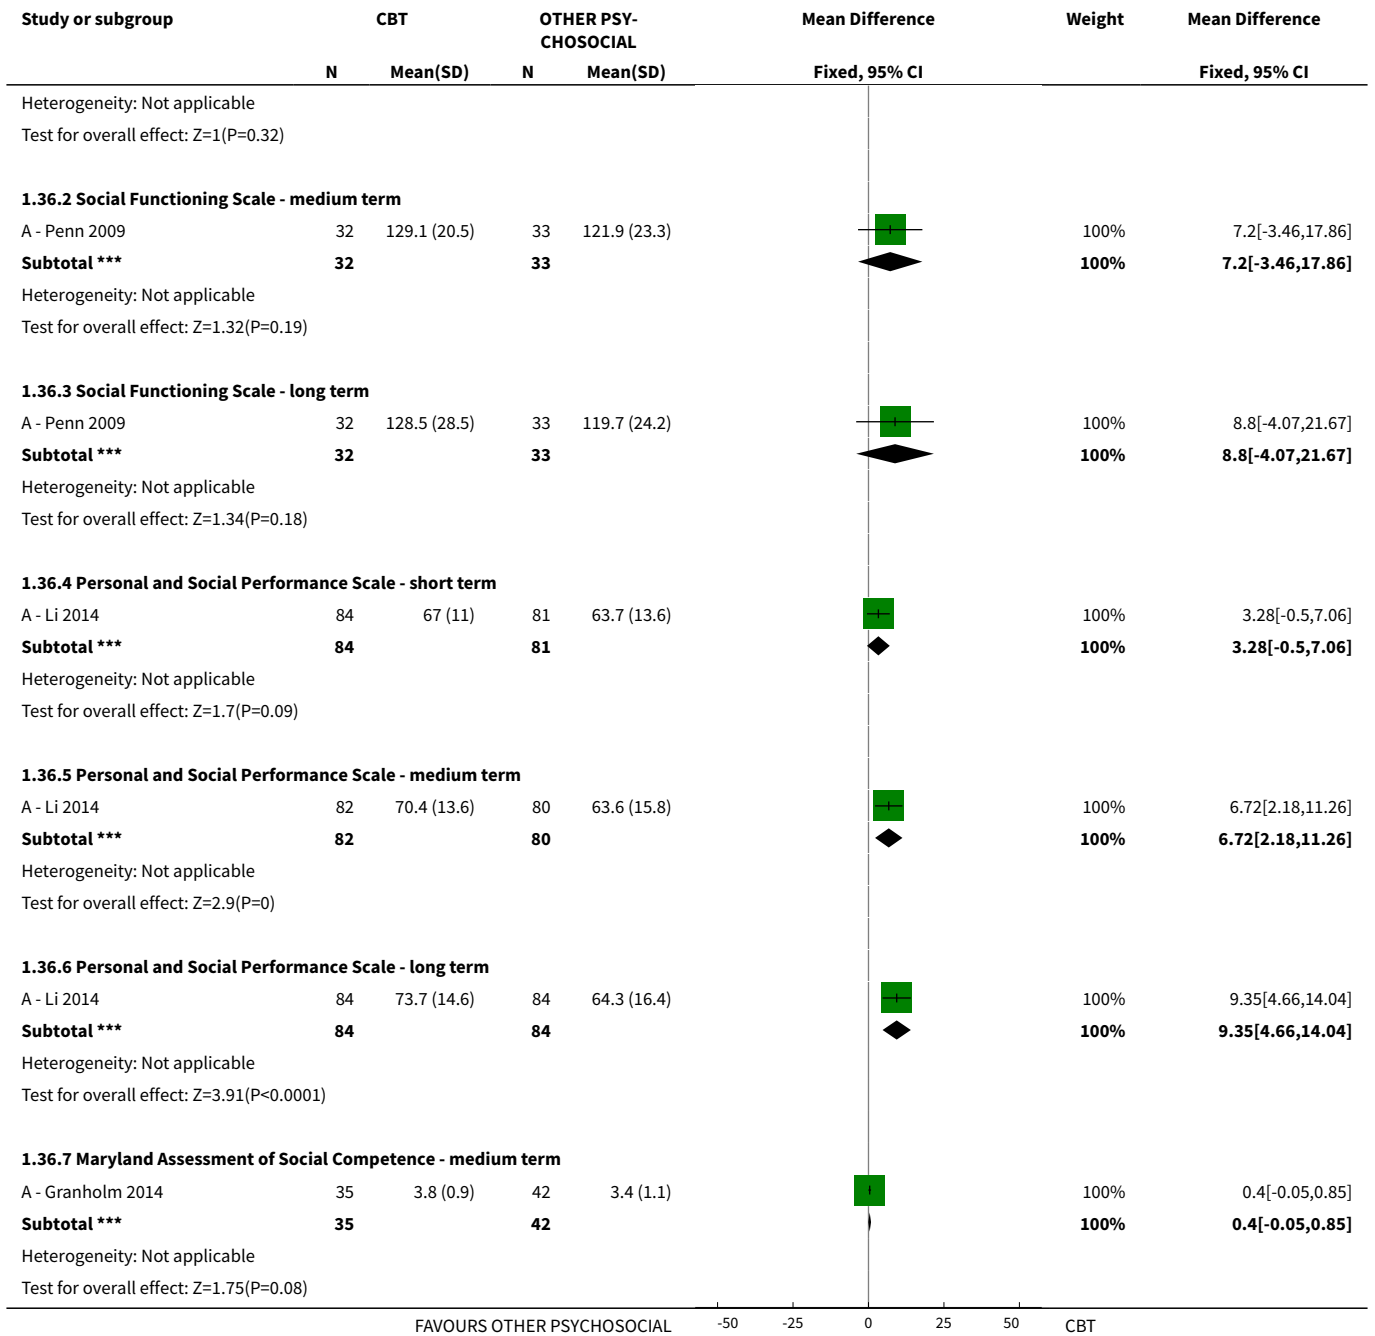 Study or subgroup CBT OTHER PSY- Mean Difference Weight Mean Difference
CHOSOCIAL
N Mean(SD) N Mean(SD) Fixed, 95% CI Fixed, 95% CI
Heterogeneity: Not applicable
Test for overall effect: Z=1(P=0.32)
1.36.2 Social Functioning Scale - medium term
A - Penn 2009 32 129.1 (20.5) 33 121.9 (23.3) 100% 7.2[-3.46,17.86]
Subtotal *** 32 33 100% 7.2[-3.46,17.86]
Heterogeneity: Not applicable
Test for overall effect: Z=1.32(P=0.19)
1.36.3 Social Functioning Scale - long term
A - Penn 2009 32 128.5 (28.5) 33 119.7 (24.2) 100% 8.8[-4.07,21.67]
Subtotal *** 32 33 100% 8.8[-4.07,21.67]
Heterogeneity: Not applicable
Test for overall effect: Z=1.34(P=0.18)
1.36.4 Personal and Social Performance Scale - short term
A - Li 2014 84 67 (11) 81 63.7 (13.6) 100% 3.28[-0.5,7.06]
Subtotal *** 84 81 100% 3.28[-0.5,7.06]
Heterogeneity: Not applicable
Test for overall effect: Z=1.7(P=0.09)
1.36.5 Personal and Social Performance Scale - medium term
A - Li 2014 82 70.4 (13.6) 80 63.6 (15.8) 100% 6.72[2.18,11.26]
Subtotal *** 82 80 100% 6.72[2.18,11.26]
Heterogeneity: Not applicable
Test for overall effect: Z=2.9(P=0)
1.36.6 Personal and Social Performance Scale - long term
A - Li 2014 84 73.7 (14.6) 84 64.3 (16.4) 100% 9.35[4.66,14.04]
Subtotal *** 84 84 100% 9.35[4.66,14.04]
Heterogeneity: Not applicable
Test for overall effect: Z=3.91(P<0.0001)
1.36.7 Maryland Assessment of Social Competence - medium term
A - Granholm 2014 35 3.8 (0.9) 42 3.4 (1.1) 100% 0.4[-0.05,0.85]
Subtotal *** 35 42 100% 0.4[-0.05,0.85]
Heterogeneity: Not applicable
Test for overall effect: Z=1.75(P=0.08)
FAVOURS OTHER PSYCHOSOCIAL -50 -25 0 25 50 CBT